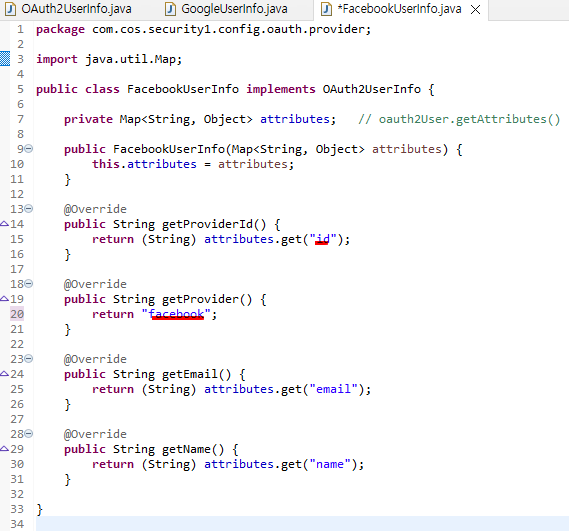 OAuth2UserInfo.java GoogleUserInfo.java *FacebookUserInfo.java
1 package com.cos.security1.config.oauth.provider;
2
3 import java.util.Map;
4
5 public class FacebookUserInfo implements OAuth2UserInfo {
6
7 private Map<String, Object> attributes; // oauth2User.getAttributes()
8
9 public FacebookUserInfo(Map<String, Object> attributes) {
10 this.attributes = attributes;
11 }
12
13 @Override
14 public String getProviderId() {
15 return (String) attributes.get("id");
16 }
17
18 @Override
19 public String getProvider() {
20 return "facebook";
21 }
22
23 @Override
24 public String getEmail() {
25 return (String) attributes.get("email");
26 }
27
28 @Override
29 public String getName() {
30 return (String) attributes.get("name");
31 }
32
33 }
34